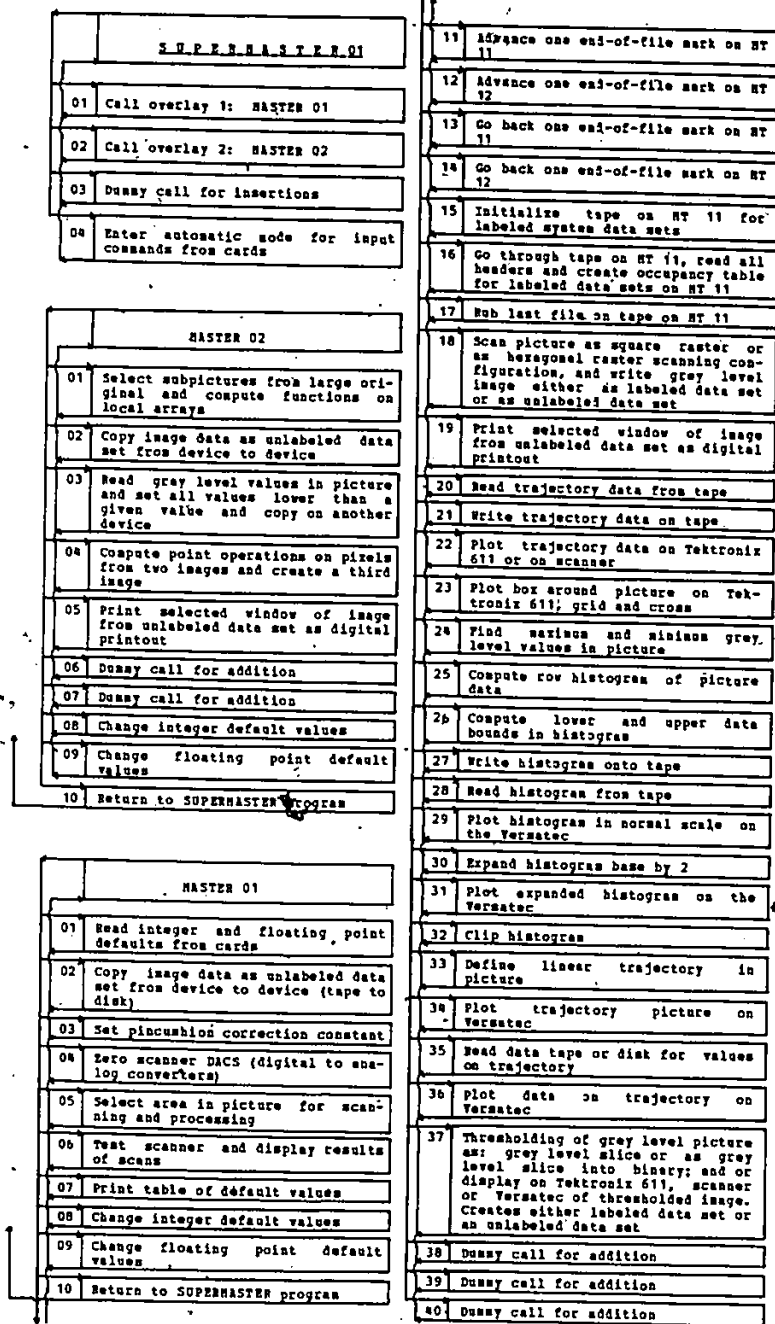 SUPERMASTER 01
01 Call overlay 1: MASTER 01
02 Call overlay 2: MASTER 02
03 Dummy call for insertions
04 Enter automatic mode for input
commands from cards
MASTER 02
01 Select subpictures from large ori-
ginal and compute functions on
local arrays
02 Copy image data as unlabeled data
set from device to device
03 Read gray level values in picture
and set all values lower than a
given value and copy on another
device
04 Compute point operations on pixels
from two images and create a third
image
05 Print selected window of image
from unlabeled data set as digital
printout
06 Dummy call for addition
07 Dummy call for addition
08 Change integer default values
09 Change floating point default
values
10 Return to SUPERMASTER program
MASTER 01
01 Read integer and floating point
defaults from cards
02 Copy image data as unlabeled data
set from device to device (tape to
disk)
03 Set pincushion correction constant
04 Zero scanner DACS (digital to ana-
log converters)
05 Select area in picture for scan-
ning and processing
06 Test scanner and display results
of scans
07 Print table of default values
08 Change integer default values
09 Change floating point default
values
10 Return to SUPERMASTER program
11 Advance one end-of-file mark on MT
11
12 Advance one end-of-file mark on MT
12
13 Go back one end-of-file mark on MT
11
14 Go back one end-of-file mark on MT
12
15 Initialize tape on MT 11 for
labeled system data sets
16 Go through tape on MT 11, read all
headers and create occupancy table
for labeled data sets on MT 11
17 Rub last file on tape on MT 11
18 Scan picture as square raster or
as hexagonal raster scanning con-
figuration, and write grey level
image either as labeled data set
or as unlabeled data set
19 Print selected window of image
from unlabeled data set as digital
printout
20 Read trajectory data from tape
21 Write trajectory data on tape
22 Plot trajectory data on Tektronix
611 or on scanner
23 Plot box around picture on Tek-
tronix 611; grid and cross
24 Find maximum and minimum grey
level values in picture
25 Compute row histogram of picture
data
26 Compute lower and upper data
bounds in histogram
27 Write histogram onto tape
28 Read histogram from tape
29 Plot histogram in normal scale on
the Versatec
30 Expand histogram base by 2
31 Plot expanded histogram on the
Versatec
32 Clip histogram
33 Define linear trajectory in
picture
34 Plot trajectory picture on
Versatec
35 Read data tape or disk for values
on trajectory
36 Plot data on trajectory on
Versatec
37 Thresholding of grey level picture
as: grey level slice or as grey
level slice into binary; and or
display on Tektronix 611, scanner
or Versatec of thresholded image.
Creates either labeled data set or
an unlabeled data set
38 Dummy call for addition
39 Dummy call for addition
40 Dummy call for addition